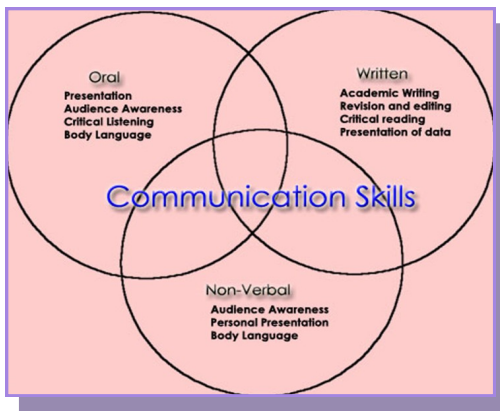 Oral
Presentation
Audience Awareness
Critical Listening
Body Language
Written
Academic Writing
Revision and editing
Critical reading
Presentation of data
Communication Skills
Non-Verbal
Audience Awareness
Personal Presentation
Body Language